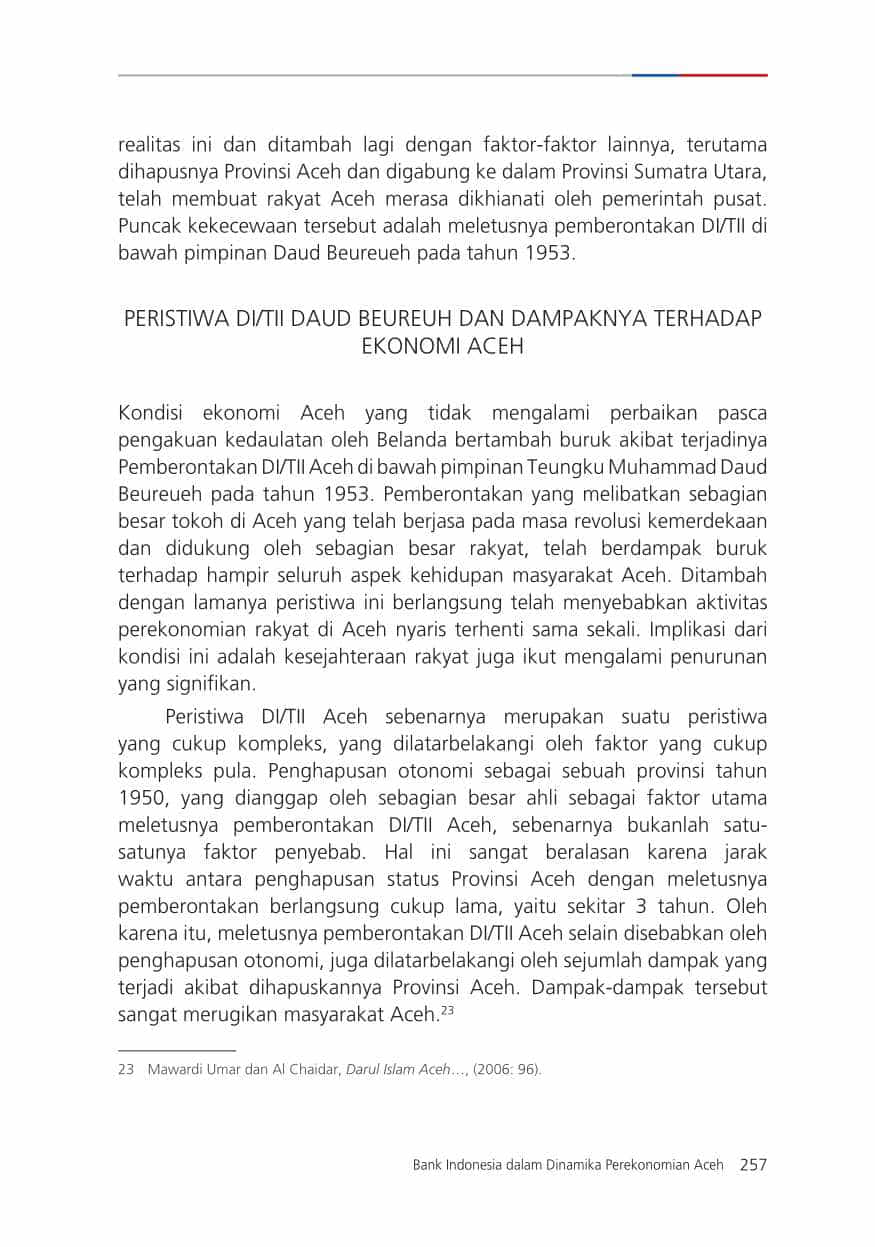 realitas ini dan ditambah lagi dengan faktor-faktor lainnya, terutama
dihapusnya Provinsi Aceh dan digabung ke dalam Provinsi Sumatra Utara,
telah membuat rakyat Aceh merasa dikhianati oleh pemerintah pusat.
Puncak kekecewaan tersebut adalah meletusnya pemberontakan DI/TII di
bawah pimpinan Daud Beureueh pada tahun 1953.
PERISTIWA DI/TII DAUD BEUREUH DAN DAMPAKNYA TERHADAP
EKONOMI ACEH
Kondisi ekonomi Aceh yang tidak mengalami perbaikan pasca
pengakuan kedaulatan oleh Belanda bertambah buruk akibat terjadinya
Pemberontakan DI/TII Aceh di bawah pimpinan Teungku Muhammad Daud
Beureueh pada tahun 1953. Pemberontakan yang melibatkan sebagian
besar tokoh di Aceh yang telah berjasa pada masa revolusi kemerdekaan
dan didukung oleh sebagian besar rakyat, telah berdampak buruk
terhadap hampir seluruh aspek kehidupan masyarakat Aceh. Ditambah
dengan lamanya peristiwa ini berlangsung telah menyebabkan aktivitas
perekonomian rakyat di Aceh nyaris terhenti sama sekali. Implikasi dari
kondisi ini adalah kesejahteraan rakyat juga ikut mengalami penurunan
yang signifikan.
Peristiwa DI/TII Aceh sebenarnya merupakan suatu peristiwa
yang cukup kompleks, yang dilatarbelakangi oleh faktor yang cukup
kompleks pula. Penghapusan otonomi sebagai sebuah provinsi tahun
1950, yang dianggap oleh sebagian besar ahli sebagai faktor utama
meletusnya pemberontakan DI/TII Aceh, sebenarnya bukanlah satu-
satunya faktor penyebab. Hal ini sangat beralasan karena jarak
waktu antara penghapusan status Provinsi Aceh dengan meletusnya
pemberontakan berlangsung cukup lama, yaitu sekitar 3 tahun. Oleh
karena itu, meletusnya pemberontakan DI/TII Aceh selain disebabkan oleh
penghapusan otonomi, juga dilatarbelakangi oleh sejumlah dampak yang
terjadi akibat dihapuskannya Provinsi Aceh. Dampak-dampak tersebut
sangat merugikan masyarakat Aceh.23
23 Mawardi Umar dan Al Chaidar, Darul Islam Aceh…, (2006: 96).
Bank Indonesia dalam Dinamika Perekonomian Aceh 257